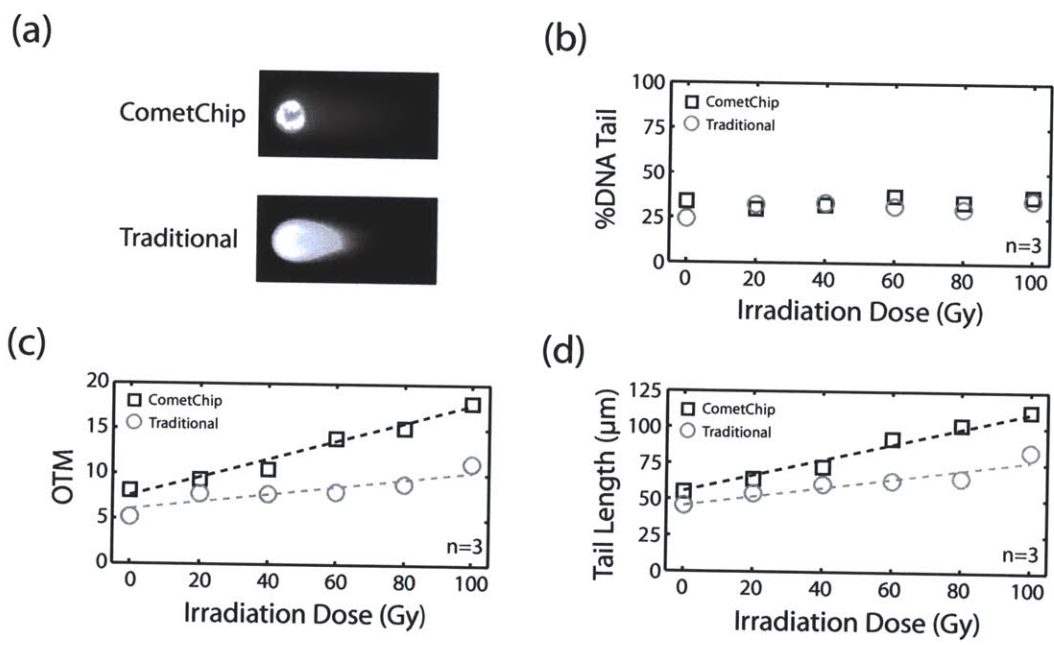 (a)
CometChip
Traditional
(b)
100
75
50
25
0
%DNA Tail
CometChip
Traditional
n=3
0 20 40 60 80 100
Irradiation Dose (Gy)
(c)
20
15
10
5
0
OTM
CometChip
Traditional
n=3
0 20 40 60 80 100
Irradiation Dose (Gy)
(d)
125
100
75
50
25
0
Tail Length (µm)
CometChip
Traditional
n=3
0 20 40 60 80 100
Irradiation Dose (Gy)